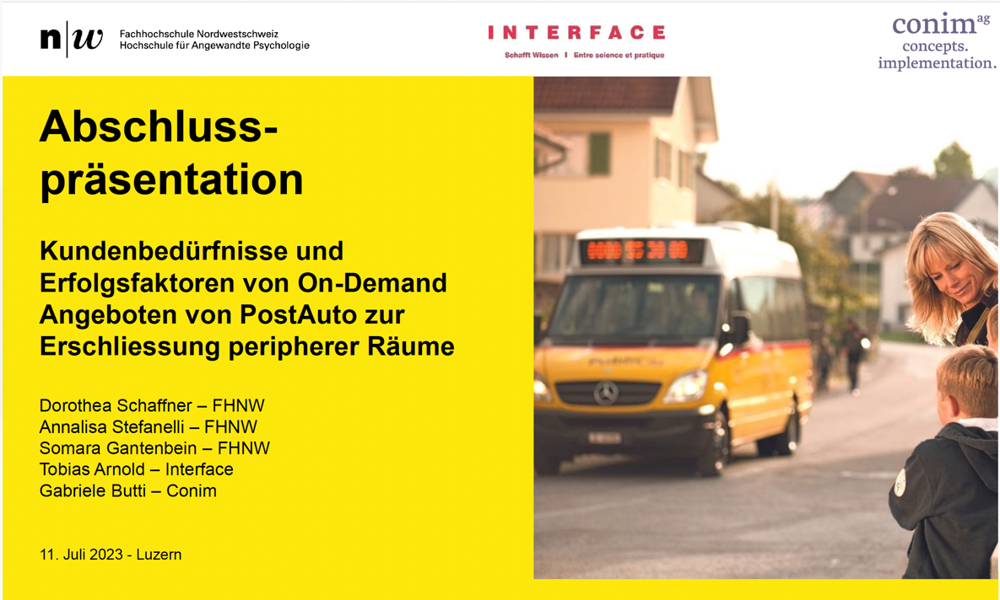 n|w
Fachhochschule Nordwestschweiz
Hochschule für Angewandte Psychologie
INTERFACE
Schafft Wissen I Entre science et pratique
conim ag
concepts.
implementation.
Abschluss-
präsentation
Kundenbedürfnisse und
Erfolgsfaktoren von On-Demand
Angeboten von PostAuto zur
Erschliessung peripherer Räume
Dorothea Schaffner – FHNW
Annalisa Stefanelli – FHNW
Somara Gantenbein – FHNW
Tobias Arnold – Interface
Gabriele Butti – Conim
11. Juli 2023 - Luzern